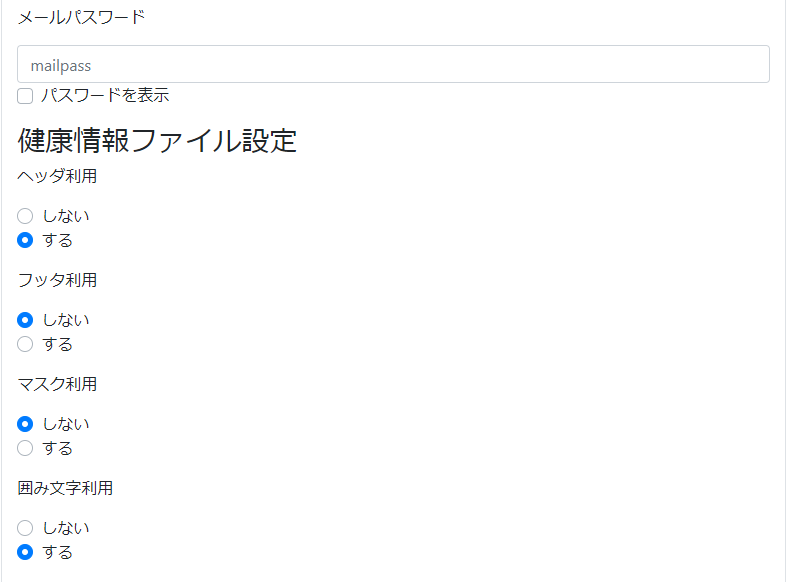 メールパスワード
mailpass
パスワードを表示
健康情報ファイル設定
ヘッダ利用
しない
する
フッタ利用
しない
する
マスク利用
しない
する
囲み文字利用
しない
する